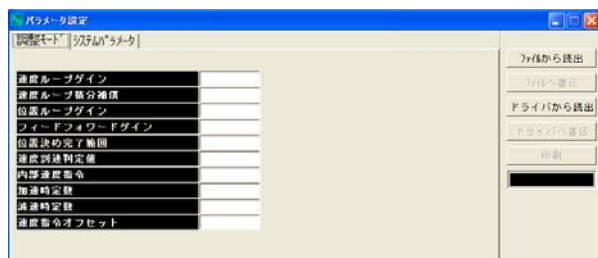 パラメータ設定
調整モード システムパラメータ
ファイルから読出
ファイルへ書込
ドライバから読出
ドライバへ書込
印刷
速度ループゲイン
速度ループ積分補償
位置ループゲイン
フィードフォワードゲイン
位置決め完了範囲
速度到達判定値
内部速度指令
加速時定数
減速時定数
速度指令オフセット